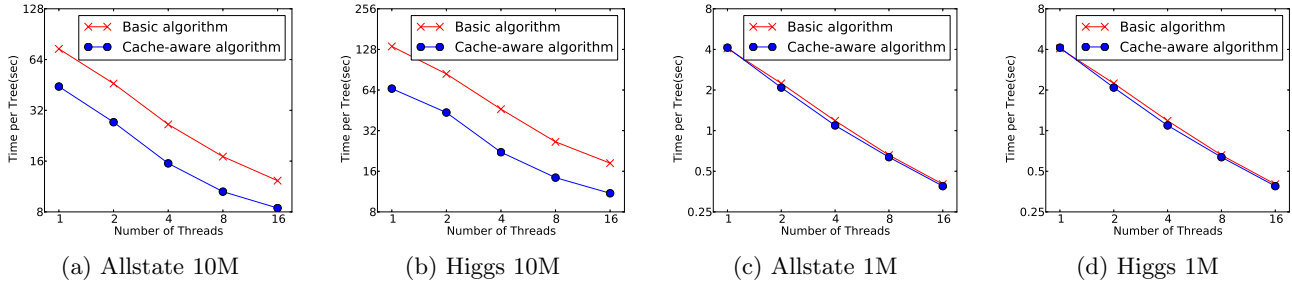 128
64
32
16
8
Time per Tree(sec)
1 2 4 8 16
Number of Threads
Basic algorithm
Cache-aware algorithm
(a) Allstate 10M
256
128
64
32
16
8
Time per Tree(sec)
1 2 4 8 16
Number of Threads
Basic algorithm
Cache-aware algorithm
(b) Higgs 10M
8
4
2
1
0.5
0.25
Time per Tree(sec)
1 2 4 8 16
Number of Threads
Basic algorithm
Cache-aware algorithm
(c) Allstate 1M
8
4
2
1
0.5
0.25
Time per Tree(sec)
1 2 4 8 16
Number of Threads
Basic algorithm
Cache-aware algorithm
(d) Higgs 1M